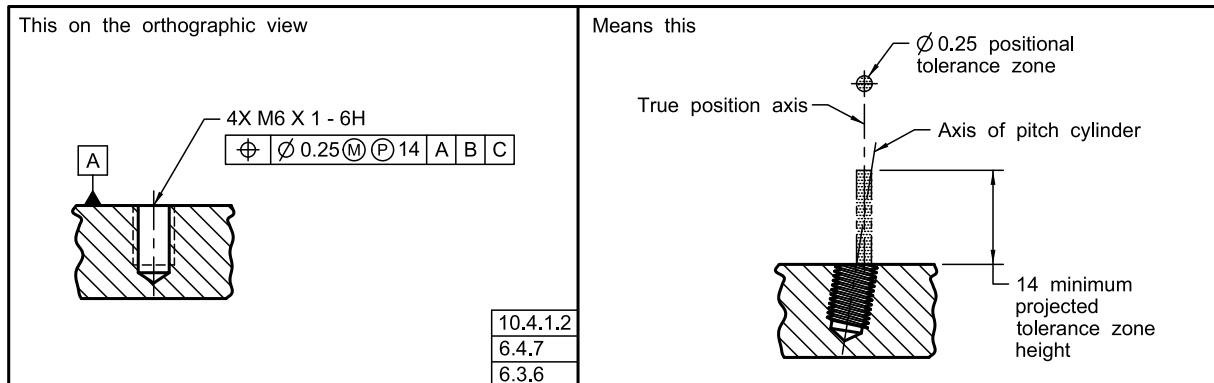 This on the orthographic view
4X M6 X 1 - 6H
⌖ Ø 0.25 Ⓜ Ⓟ 14 A B C
A
10.4.1.2
6.4.7
6.3.6
Means this
Ø 0.25 positional
tolerance zone
True position axis
Axis of pitch cylinder
14 minimum
projected
tolerance zone
height